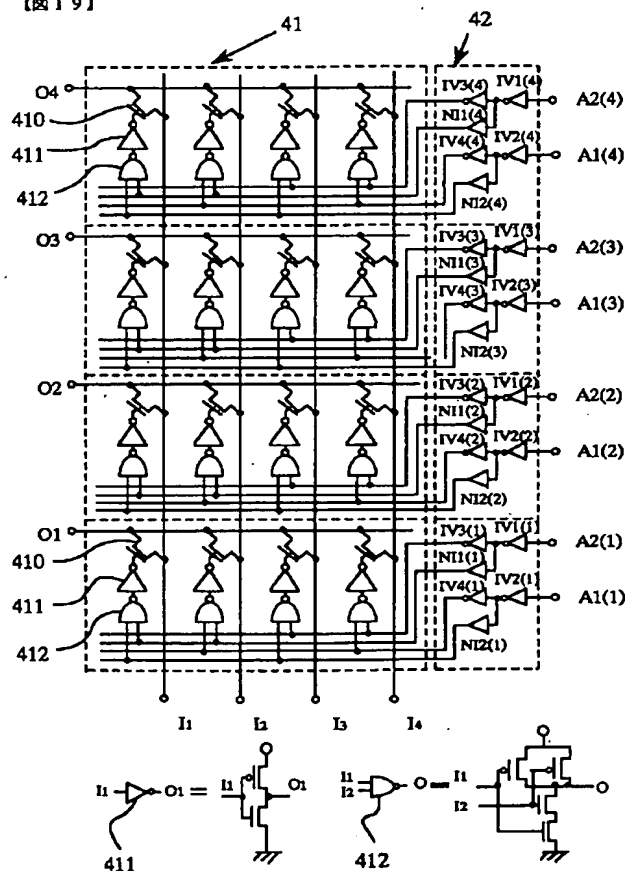 【図19】
41
42
O4
IV3(4)
IV1(4)
A2(4)
410
NI1(4)
411
IV4(4)
IV2(4)
A1(4)
412
NI2(4)
O3
IV3(3)
IV1(3)
A2(3)
NI1(3)
IV4(3)
IV2(3)
A1(3)
NI2(3)
O2
IV3(2)
IV1(2)
A2(2)
NI1(2)
IV4(2)
IV2(2)
A1(2)
NI2(2)
O1
IV3(1)
IV1(1)
A2(1)
410
NI1(1)
411
IV4(1)
IV2(1)
A1(1)
412
NI2(1)
I1 I2 I3 I4
I1 O1 = I1 O1
411
I1 I2 O = I1 I2 O
412